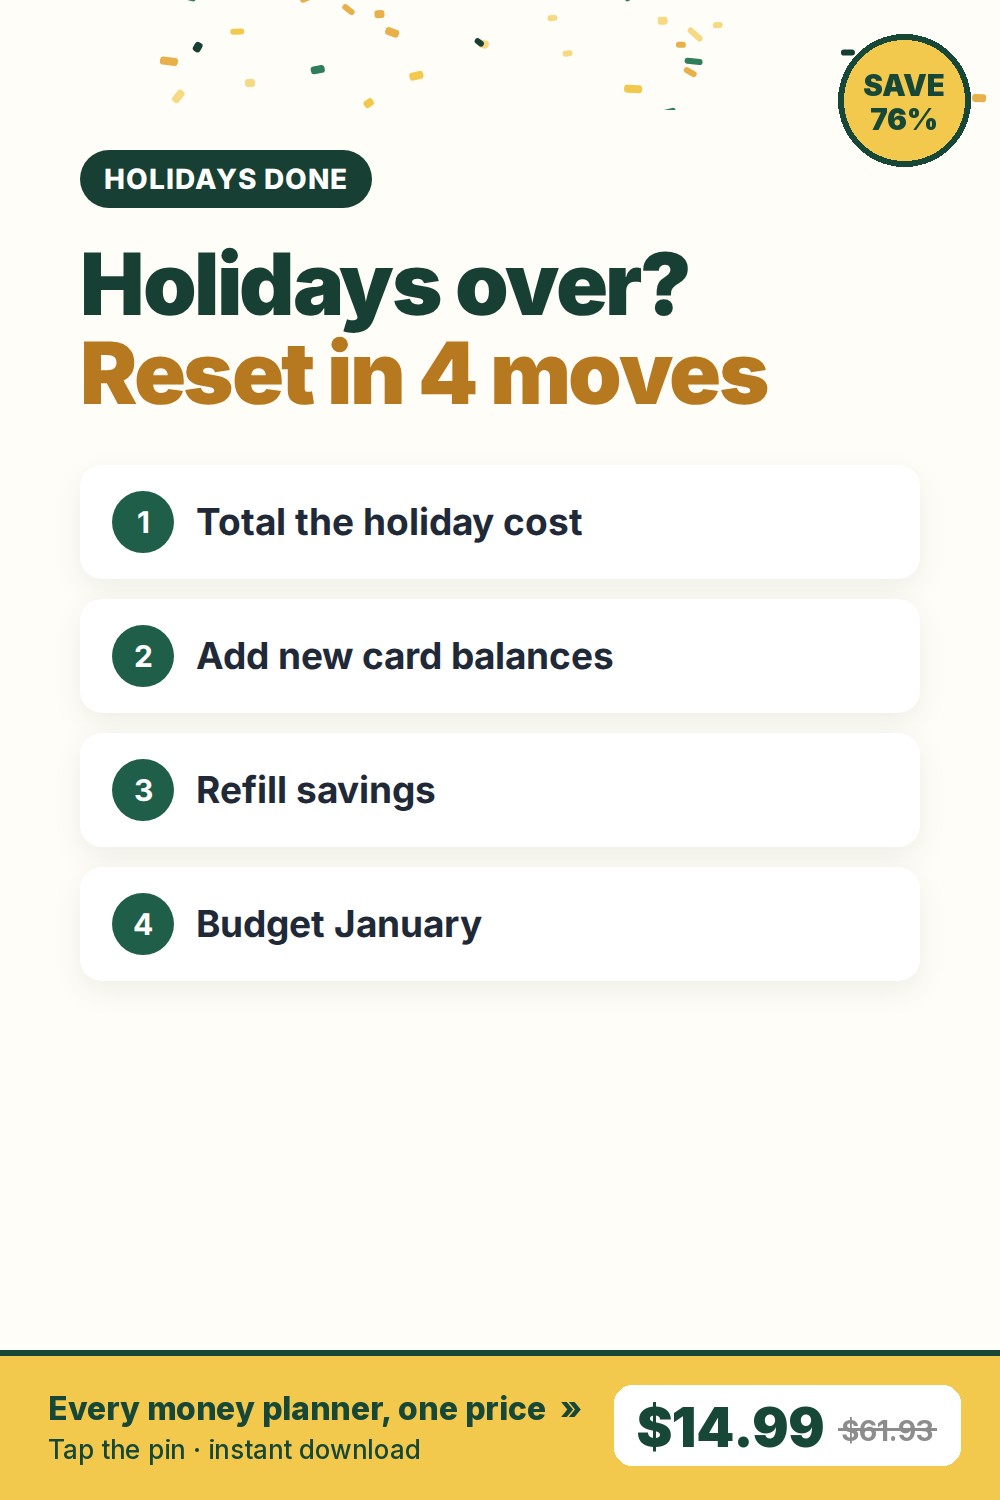 SAVE
76%
HOLIDAYS DONE
Holidays over?
Reset in 4 moves
1 Total the holiday cost
2 Add new card balances
3 Refill savings
4 Budget January
Every money planner, one price »
Tap the pin · instant download
$14.99 $61.93